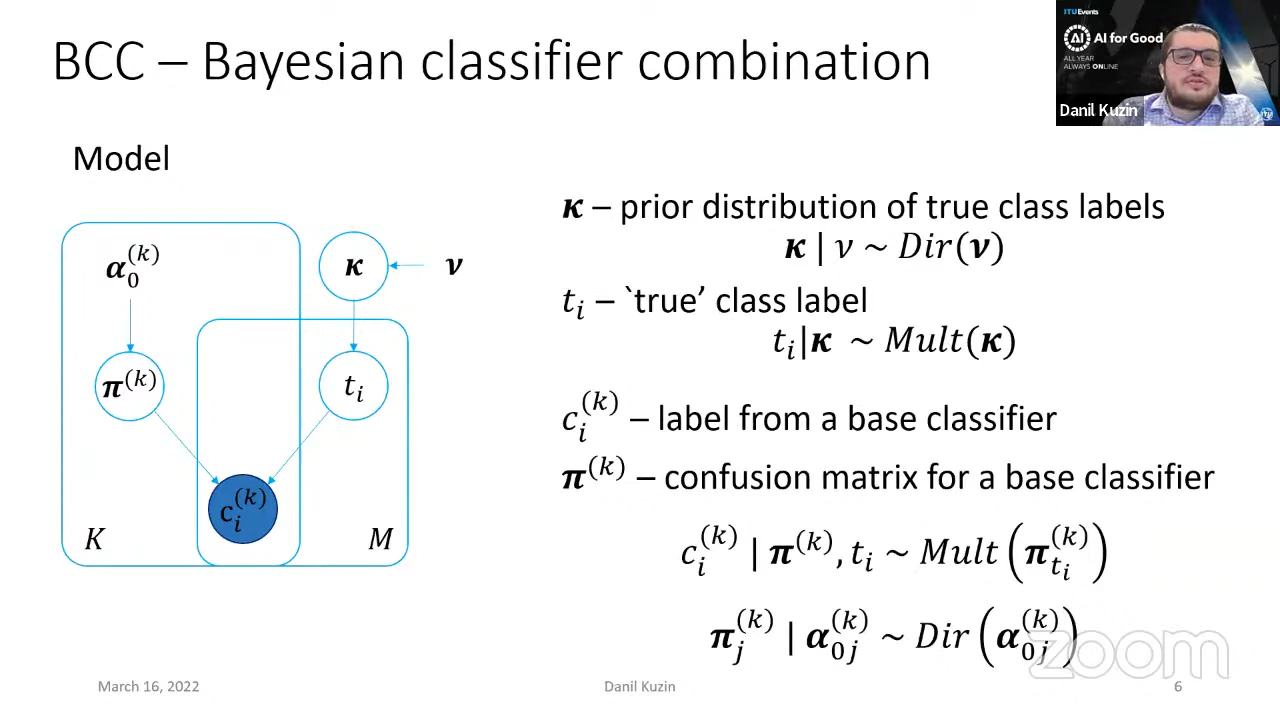 BCC – Bayesian classifier combination
ITUEvents
AI AI for Good
ALL YEAR
ALWAYS ONLINE
Danil Kuzin
Model
𝜿 – prior distribution of true class labels
𝜿 | 𝜈 ~ Dir(𝝂)
t_i – `true’ class label
t_i|𝜿 ~ Mult(𝜿)
c_i^(k) – label from a base classifier
𝝅^(k) – confusion matrix for a base classifier
c_i^(k) | 𝝅^(k), t_i ~ Mult(𝝅_{t_i}^(k))
𝝅_j^(k) | 𝜶_{0j}^(k) ~ Dir(𝜶_{0j}^(k))
𝜶_0^(k)
𝜿
𝝂
𝝅^(k)
t_i
c_i^(k)
K
M
zoom
March 16, 2022
Danil Kuzin
6